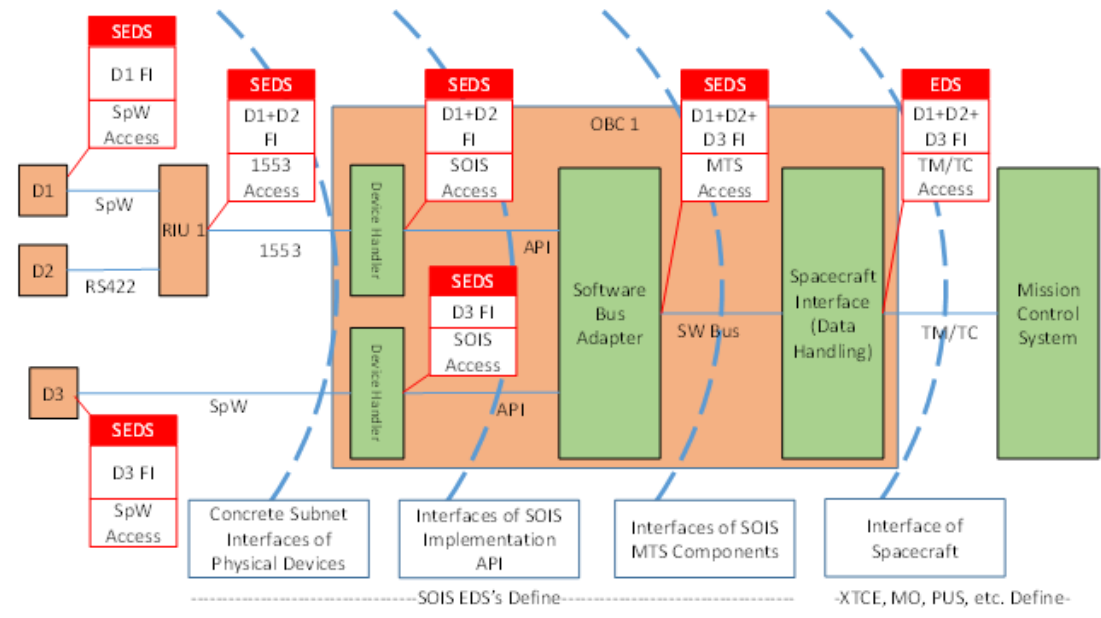 SEDS
D1 FI
SpW
Access
SEDS
D1+D2
FI
1553
Access
SEDS
D1+D2
FI
SOIS
Access
SEDS
D1+D2+
D3 FI
MTS
Access
EDS
D1+D2+
D3 FI
TM/TC
Access
OBC 1
D1
SpW
D2
RS422
RIU 1
1553
Device Handler
API
SEDS
D3 FI
SOIS
Access
Device Handler
API
Software
Bus
Adapter
SW Bus
Spacecraft
Interface
(Data
Handling)
TM/TC
Mission
Control
System
D3
SpW
SEDS
D3 FI
SpW
Access
Concrete Subnet
Interfaces of
Physical Devices
Interfaces of SOIS
Implementation
API
Interfaces of SOIS
MTS Components
Interface of
Spacecraft
SOIS EDS's Define
-XTCE, MO, PUS, etc. Define-